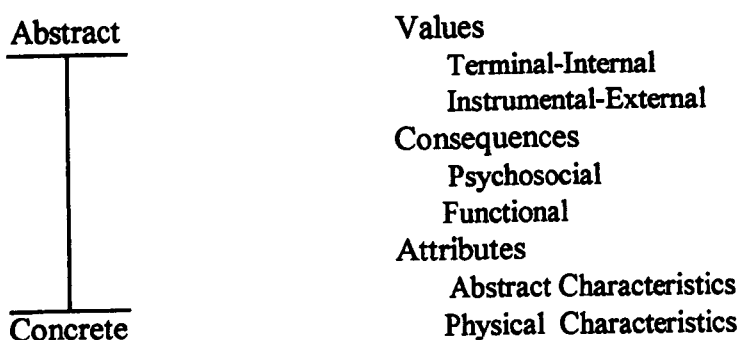 Abstract
Concrete
Values
Terminal-Internal
Instrumental-External
Consequences
Psychosocial
Functional
Attributes
Abstract Characteristics
Physical Characteristics